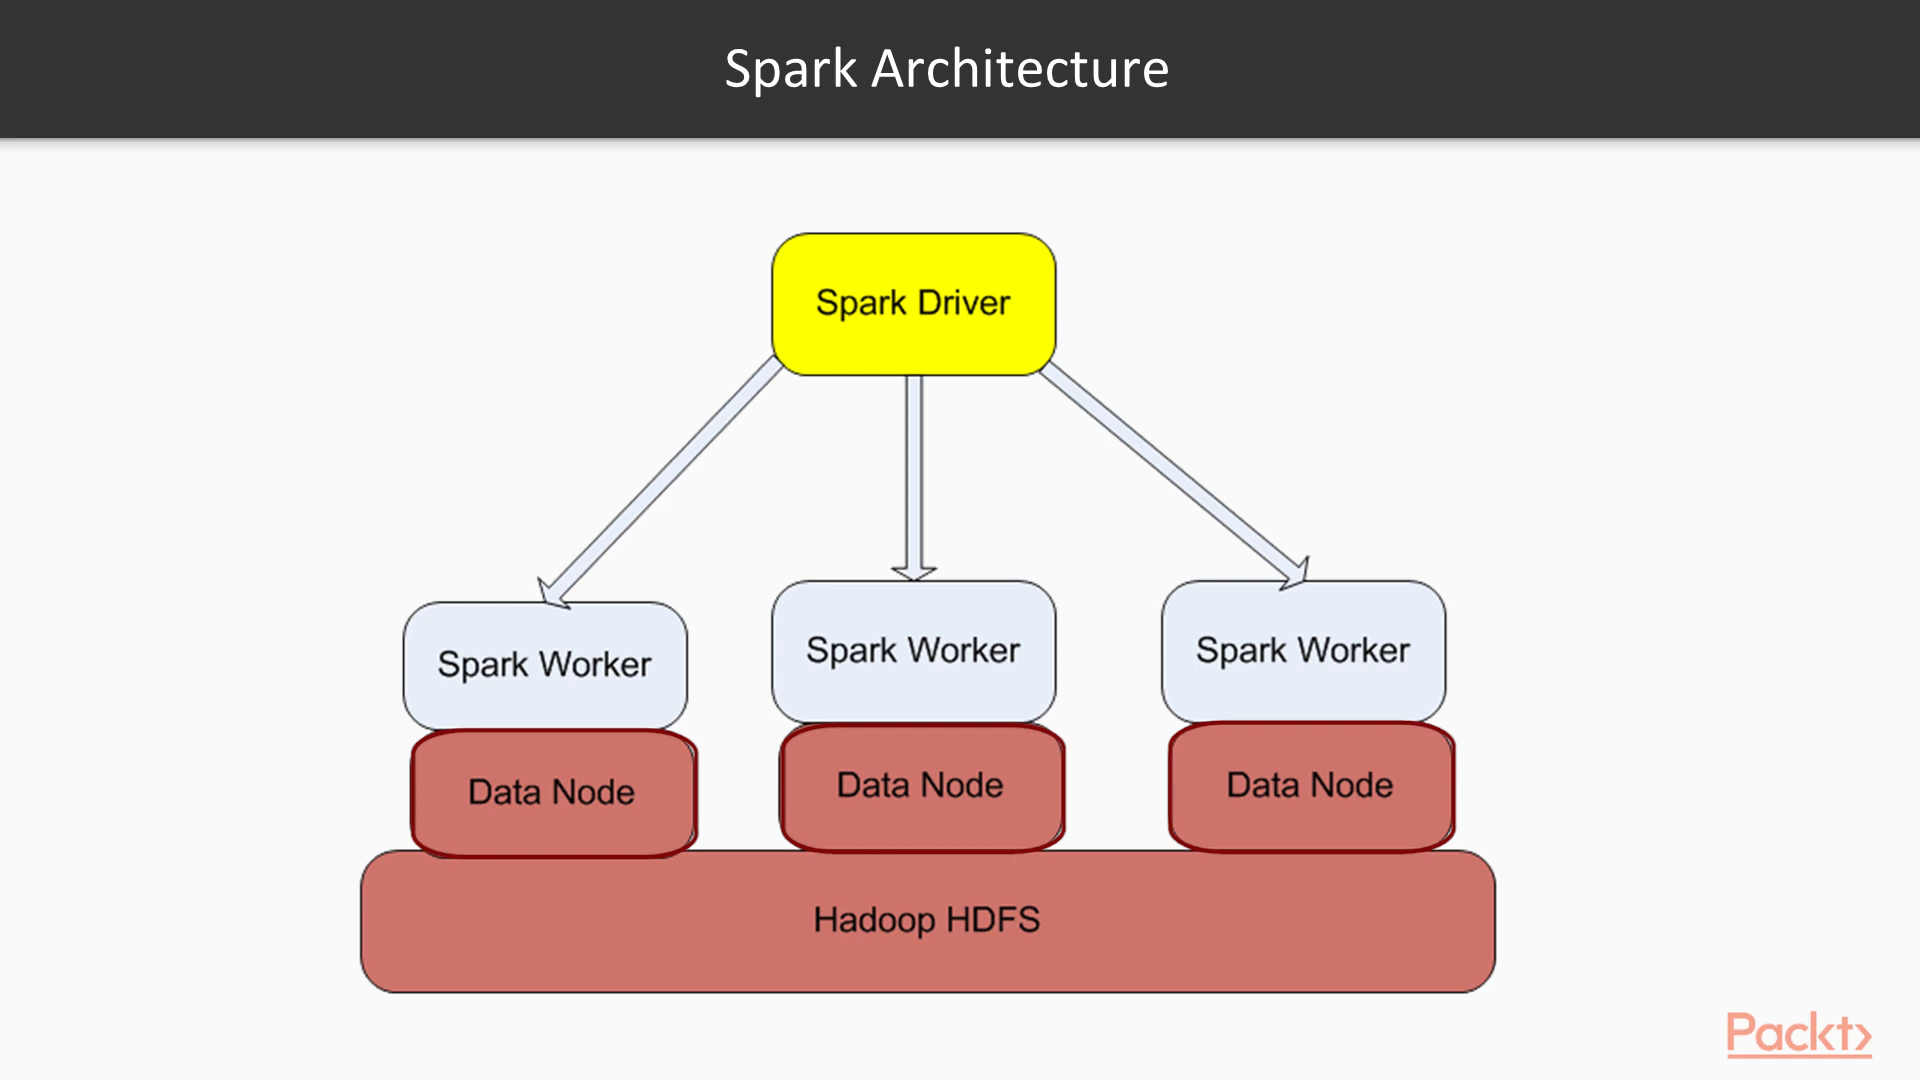 Spark Architecture
Spark Driver
Spark Worker
Spark Worker
Spark Worker
Data Node
Data Node
Data Node
Hadoop HDFS
Packt>